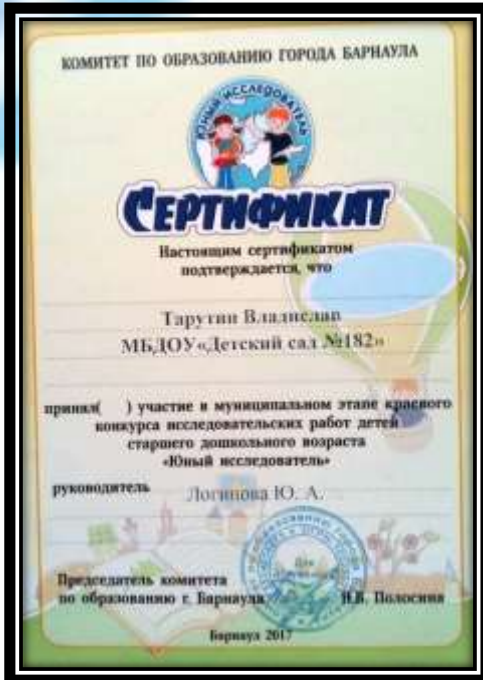 КОМИТЕТ ПО ОБРАЗОВАНИЮ ГОРОДА БАРНАУЛА
ЮНЫЙ ИССЛЕДОВАТЕЛЬ
СЕРТИФИКАТ
Настоящим сертификатом
подтверждается, что
Тарутин Владислав
МБДОУ «Детский сад №182»
принял( ) участие в муниципальном этапе краевого
конкурса исследовательских работ детей
старшего дошкольного возраста
«Юный исследователь»
руководитель Логинова Ю. А.
Председатель комитета
по образованию г. Барнаула Н.В. Полосина
Барнаул 2017